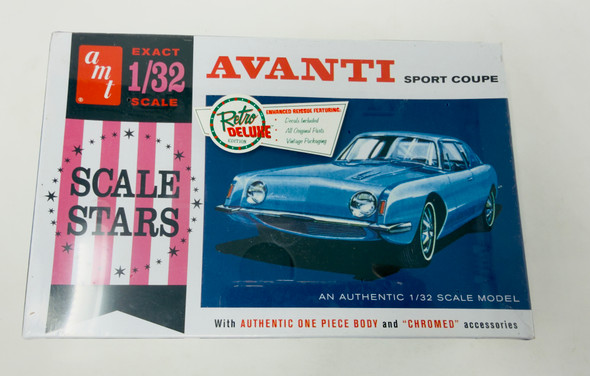 amt
EXACT
1/32
SCALE
AVANTI SPORT COUPE
Retro
DELUXE
EDITION
ENHANCED REISSUE FEATURING:
• Decals Included
• All Original Parts
• Vintage Packaging
SCALE
STARS
AN AUTHENTIC 1/32 SCALE MODEL
With AUTHENTIC ONE PIECE BODY and "CHROMED" accessories